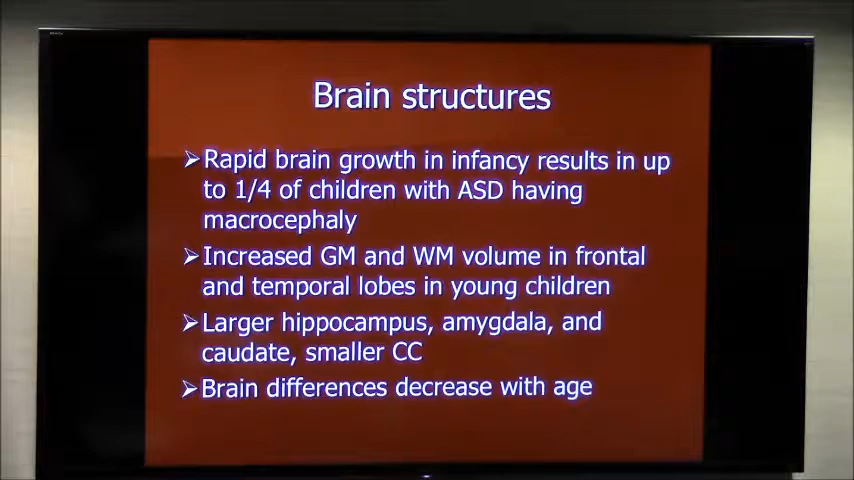 Brain structures
➢Rapid brain growth in infancy results in up
to 1/4 of children with ASD having
macrocephaly
➢Increased GM and WM volume in frontal
and temporal lobes in young children
➢Larger hippocampus, amygdala, and
caudate, smaller CC
➢Brain differences decrease with age